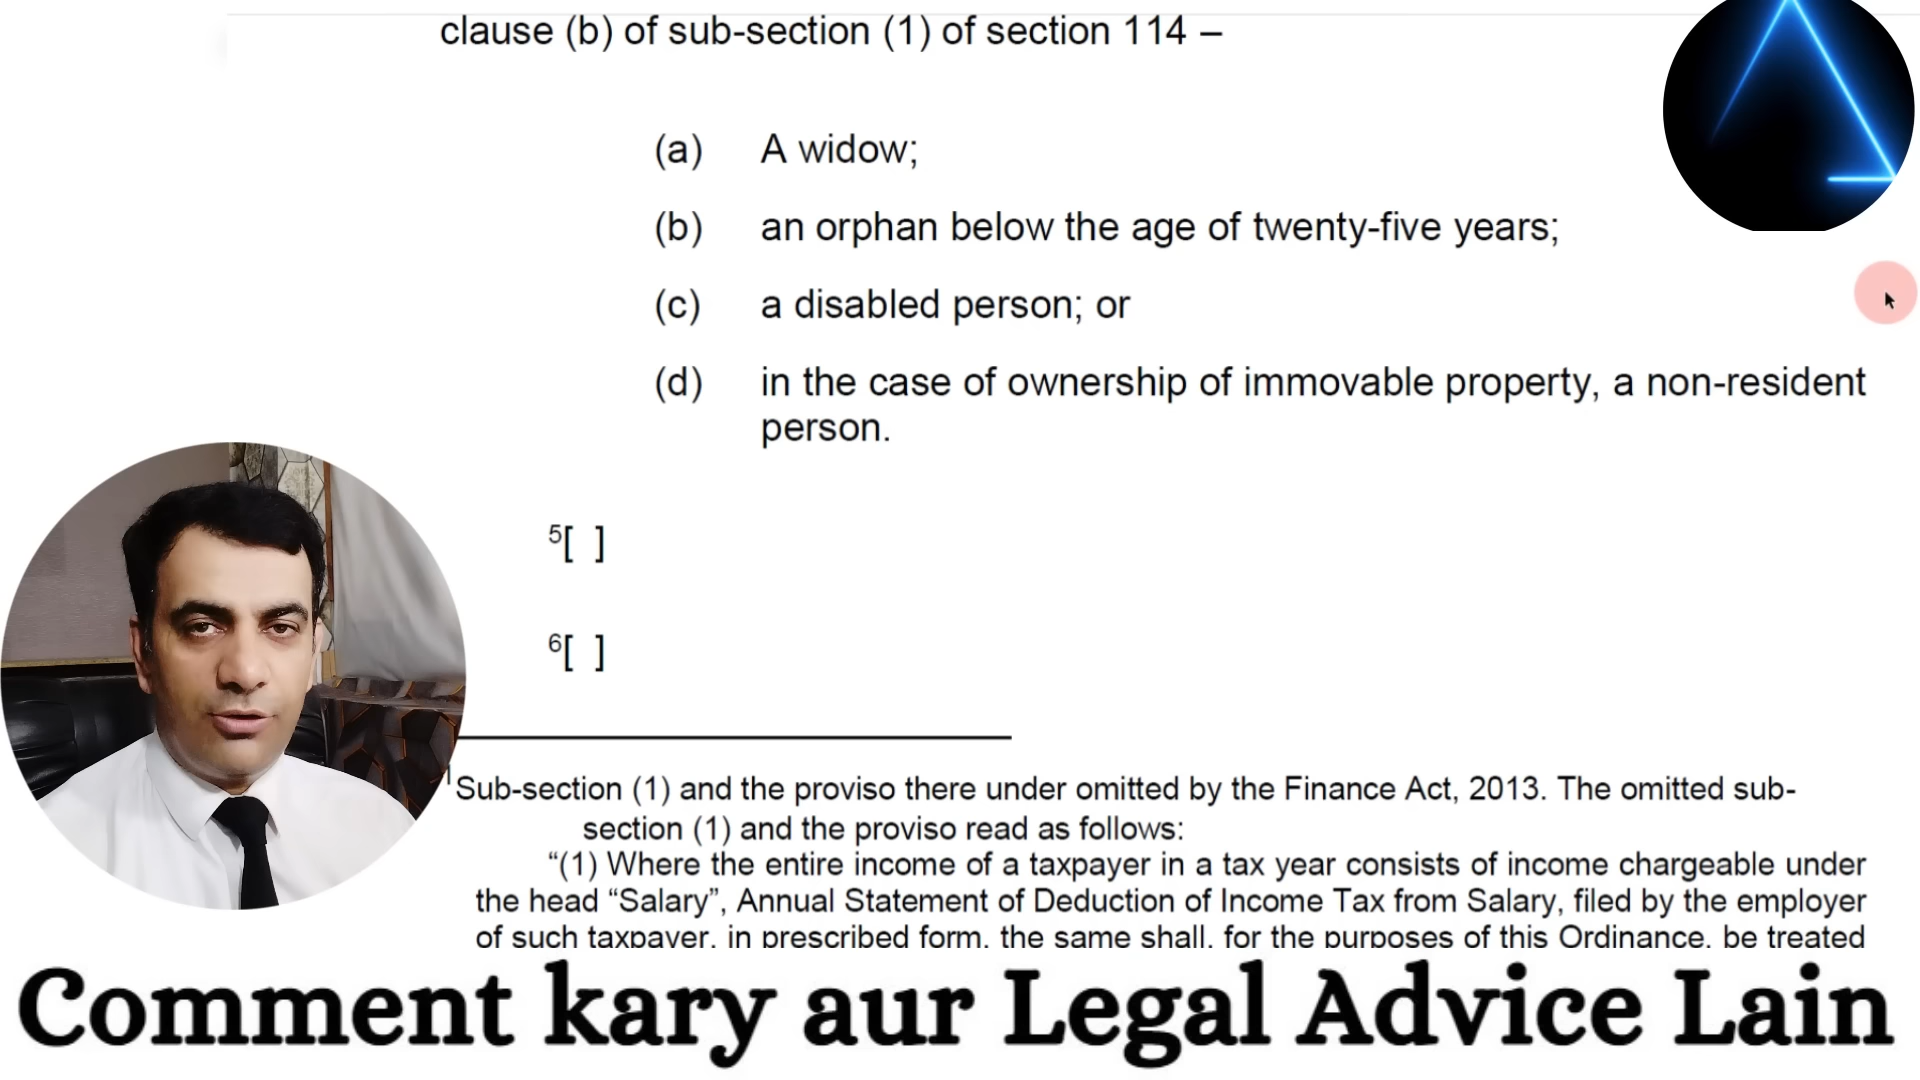 clause (b) of sub-section (1) of section 114 –
(a) A widow;
(b) an orphan below the age of twenty-five years;
(c) a disabled person; or
(d) in the case of ownership of immovable property, a non-resident
person.
5[ ]
6[ ]
1Sub-section (1) and the proviso there under omitted by the Finance Act, 2013. The omitted sub-
section (1) and the proviso read as follows:
“(1) Where the entire income of a taxpayer in a tax year consists of income chargeable under
the head “Salary”, Annual Statement of Deduction of Income Tax from Salary, filed by the employer
of such taxpayer, in prescribed form, the same shall, for the purposes of this Ordinance, be treated
Comment kary aur Legal Advice Lain